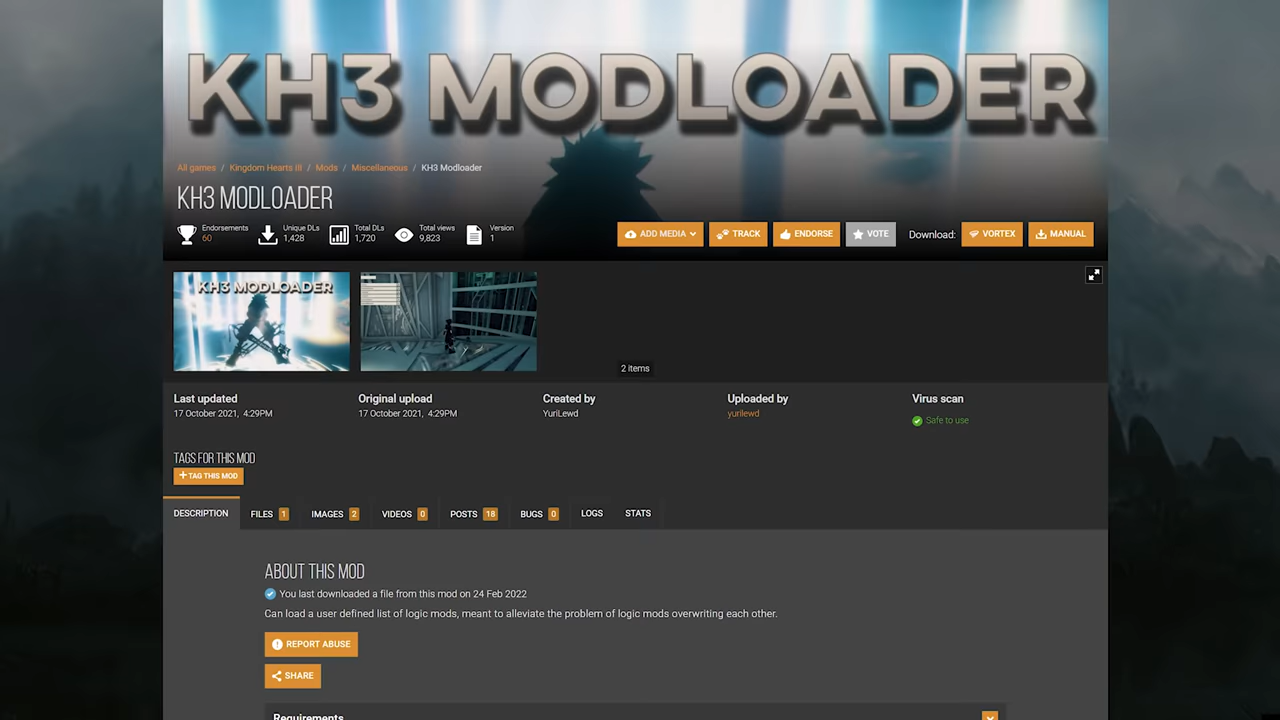 KH3 MODLOADER
All games / Kingdom Hearts III / Mods / Miscellaneous / KH3 Modloader
KH3 MODLOADER
Endorsements
60
Unique DLs
1,428
Total DLs
1,720
Total views
9,823
Version
1
ADD MEDIA
TRACK
ENDORSE
VOTE
Download:
VORTEX
MANUAL
KH3 MODLOADER
2 items
Last updated
17 October 2021, 4:29PM
Original upload
17 October 2021, 4:29PM
Created by
YuriLewd
Uploaded by
yurilewd
Virus scan
Safe to use
TAGS FOR THIS MOD
+ TAG THIS MOD
DESCRIPTION FILES 1 IMAGES 2 VIDEOS 0 POSTS 18 BUGS 0 LOGS STATS
ABOUT THIS MOD
You last downloaded a file from this mod on 24 Feb 2022
Can load a user defined list of logic mods, meant to alleviate the problem of logic mods overwriting each other.
REPORT ABUSE
SHARE
Requirements